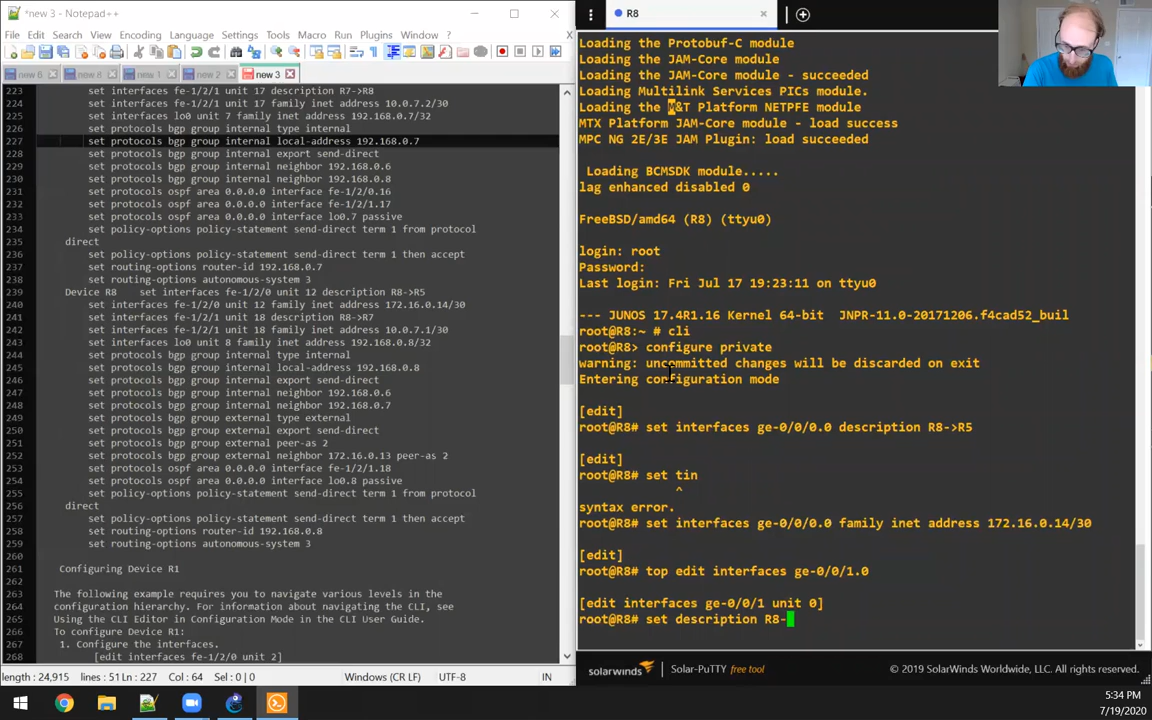 *new 3 - Notepad++
File Edit Search View Encoding Language Settings Tools Macro Run Plugins Window ?
new 6 new 8 new 1 new 2 new 3
223 set interfaces fe-1/2/1 unit 17 description R7->R8
224 set interfaces fe-1/2/1 unit 17 family inet address 10.0.7.2/30
225 set interfaces lo0 unit 7 family inet address 192.168.0.7/32
226 set protocols bgp group internal type internal
227 set protocols bgp group internal local-address 192.168.0.7
228 set protocols bgp group internal export send-direct
229 set protocols bgp group internal neighbor 192.168.0.6
230 set protocols bgp group internal neighbor 192.168.0.8
231 set protocols ospf area 0.0.0.0 interface fe-1/2/0.16
232 set protocols ospf area 0.0.0.0 interface fe-1/2/1.17
233 set protocols ospf area 0.0.0.0 interface lo0.7 passive
234 set policy-options policy-statement send-direct term 1 from protocol
235 direct
236 set policy-options policy-statement send-direct term 1 then accept
237 set routing-options router-id 192.168.0.7
238 set routing-options autonomous-system 3
239 Device R8 set interfaces fe-1/2/0 unit 12 description R8->R5
240 set interfaces fe-1/2/0 unit 12 family inet address 172.16.0.14/30
241 set interfaces fe-1/2/1 unit 18 description R8->R7
242 set interfaces fe-1/2/1 unit 18 family inet address 10.0.7.1/30
243 set interfaces lo0 unit 8 family inet address 192.168.0.8/32
244 set protocols bgp group internal type internal
245 set protocols bgp group internal local-address 192.168.0.8
246 set protocols bgp group internal export send-direct
247 set protocols bgp group internal neighbor 192.168.0.6
248 set protocols bgp group internal neighbor 192.168.0.7
249 set protocols bgp group external type external
250 set protocols bgp group external export send-direct
251 set protocols bgp group external peer-as 2
252 set protocols bgp group external neighbor 172.16.0.13 peer-as 2
253 set protocols ospf area 0.0.0.0 interface fe-1/2/1.18
254 set protocols ospf area 0.0.0.0 interface lo0.8 passive
255 set policy-options policy-statement send-direct term 1 from protocol
256 direct
257 set policy-options policy-statement send-direct term 1 then accept
258 set routing-options router-id 192.168.0.8
259 set routing-options autonomous-system 3
260
261 Configuring Device R1
262
263 The following example requires you to navigate various levels in the
264 configuration hierarchy. For information about navigating the CLI, see
265 Using the CLI Editor in Configuration Mode in the CLI User Guide.
266 To configure Device R1:
267 1. Configure the interfaces.
268 [edit interfaces fe-1/2/0 unit 2]
length : 24,915 lines : 51 Ln : 227 Col : 64 Sel : 0 | 0 Windows (CR LF) UTF-8 IN
R8
Loading the Protobuf-C module
Loading the JAM-Core module
Loading the JAM-Core module - succeeded
Loading Multilink Services PICs module.
Loading the M&T Platform NETPFE module
MTX Platform JAM-Core module - load success
MPC NG 2E/3E JAM Plugin: load succeeded
Loading BCMSDK module.....
lag enhanced disabled 0
FreeBSD/amd64 (R8) (ttyu0)
login: root
Password:
Last login: Fri Jul 17 19:23:11 on ttyu0
--- JUNOS 17.4R1.16 Kernel 64-bit JNPR-11.0-20171206.f4cad52_buil
root@R8:~ # cli
root@R8> configure private
warning: uncommitted changes will be discarded on exit
Entering configuration mode
[edit]
root@R8# set interfaces ge-0/0/0.0 description R8->R5
[edit]
root@R8# set tin
^
syntax error.
root@R8# set interfaces ge-0/0/0.0 family inet address 172.16.0.14/30
[edit]
root@R8# top edit interfaces ge-0/0/1.0
[edit interfaces ge-0/0/1 unit 0]
root@R8# set description R8-
solarwinds Solar-PuTTY free tool © 2019 SolarWinds Worldwide, LLC. All rights reserved.
5:34 PM
7/19/2020